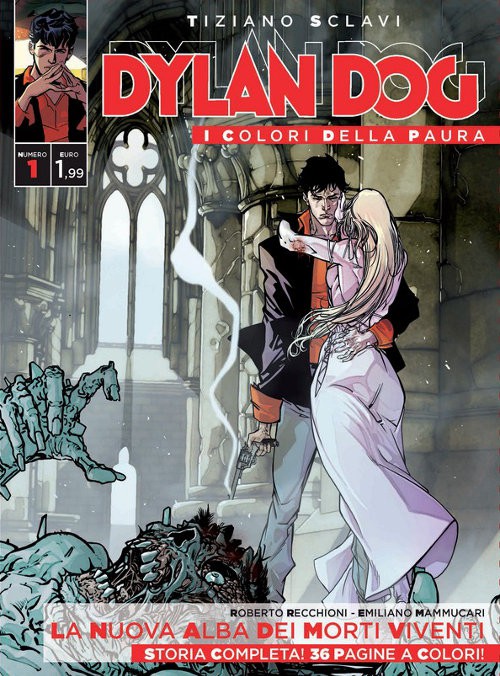 TIZIANO SCLAVI
DYLAN DOG
I COLORI DELLA PAURA
NUMERO
1
EURO
1,99
ROBERTO RECCHIONI - EMILIANO MAMMUCARI
LA NUOVA ALBA DEI MORTI VIVENTI
STORIA COMPLETA! 36 PAGINE A COLORI!